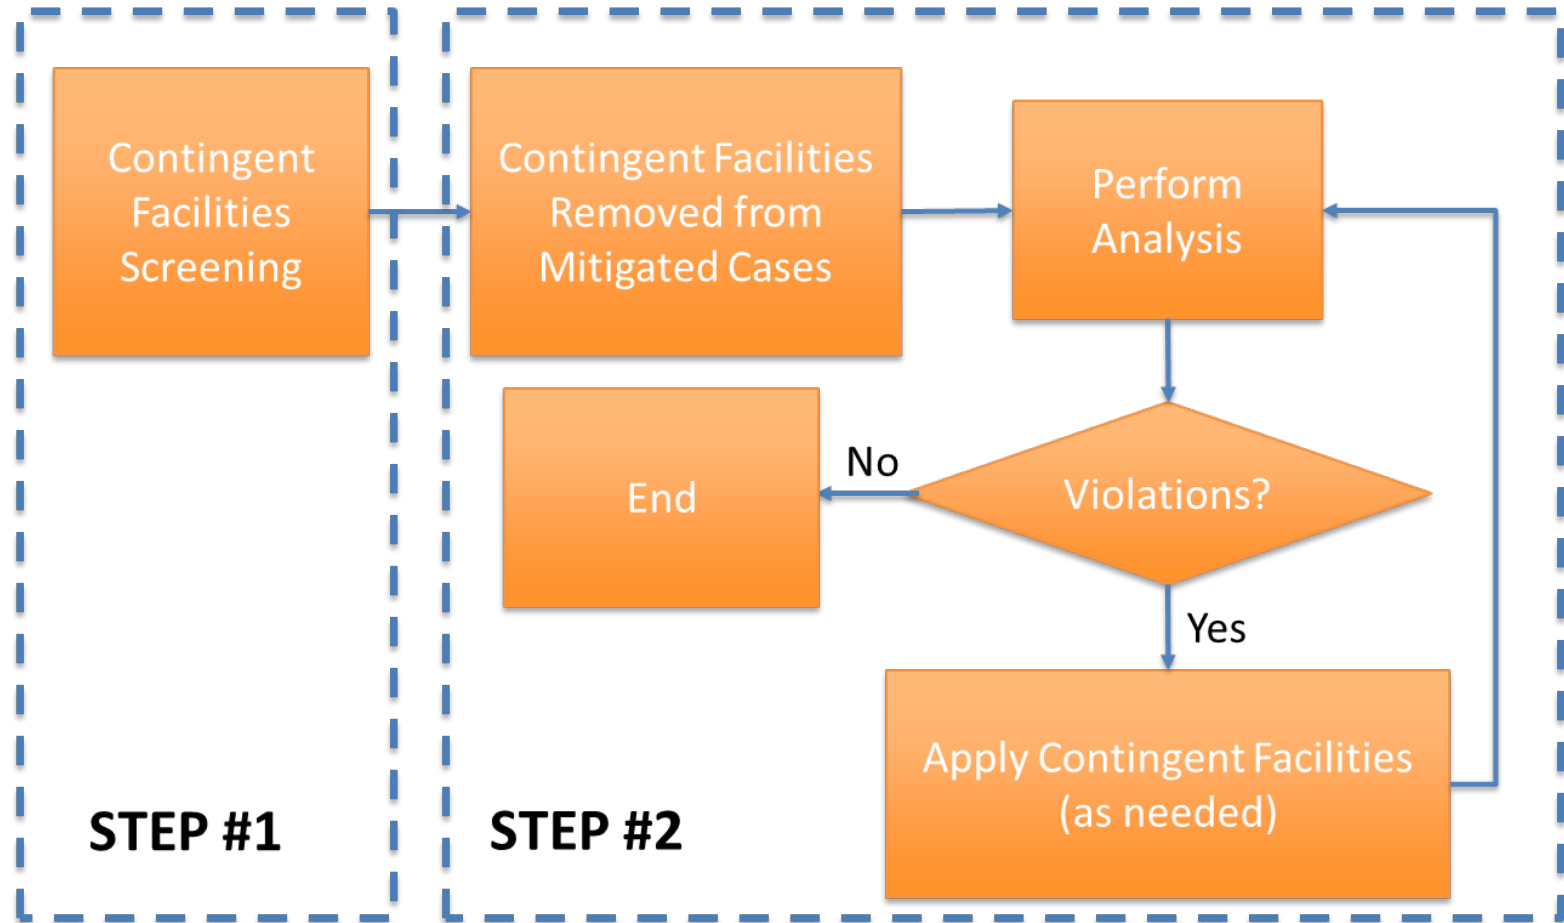 Contingent
Facilities
Screening
STEP #1
Contingent Facilities
Removed from
Mitigated Cases
Perform
Analysis
Violations?
No
End
Yes
Apply Contingent Facilities
(as needed)
STEP #2